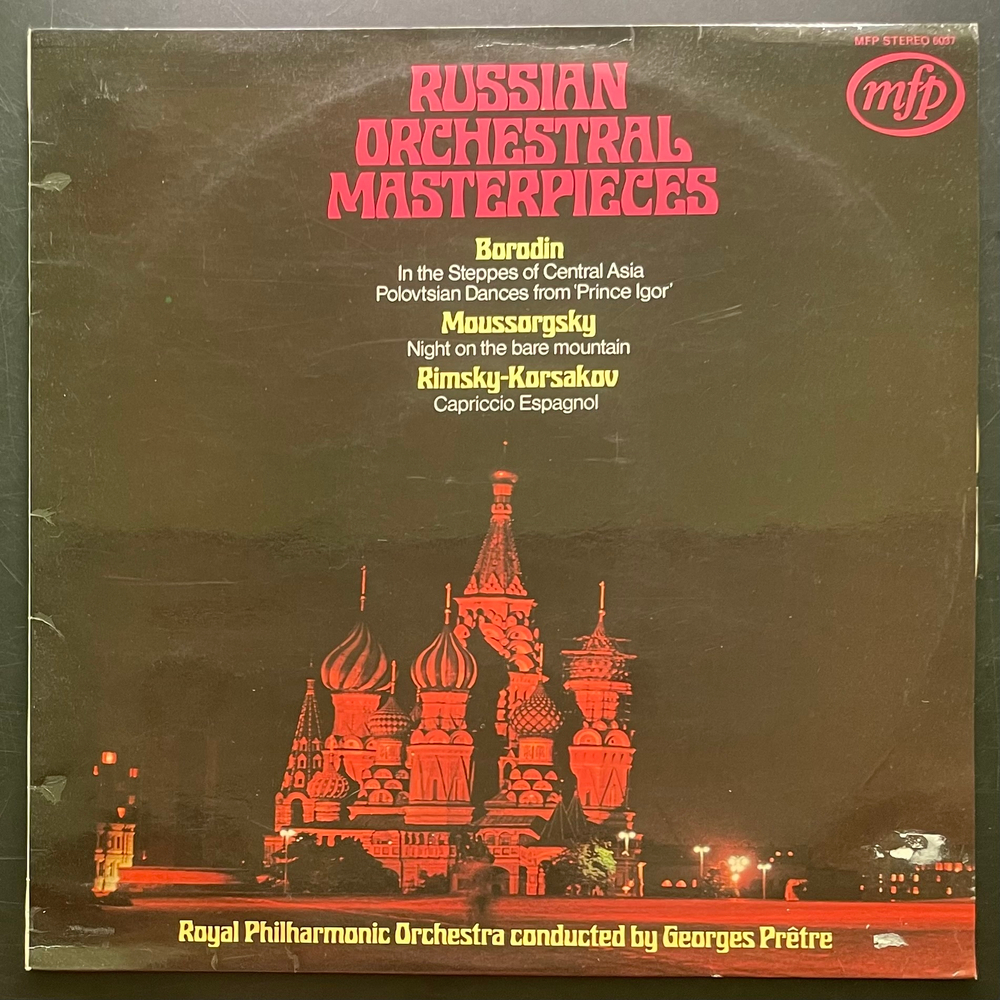 MFP STEREO 6037
mfp
RUSSIAN
ORCHESTRAL
MASTERPIECES
Borodin
In the Steppes of Central Asia
Polovtsian Dances from 'Prince Igor'
Moussorgsky
Night on the bare mountain
Rimsky-Korsakov
Capriccio Espagnol
Royal Philharmonic Orchestra conducted by Georges Prêtre